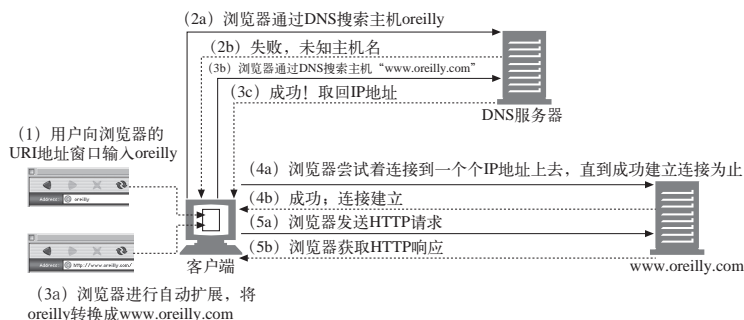 (2a) 浏览器通过DNS搜索主机oreilly
(2b) 失败，未知主机名
(3b) 浏览器通过DNS搜索主机“www.oreilly.com”
(3c) 成功！取回IP地址
DNS服务器
(1) 用户向浏览器的
URI地址窗口输入oreilly
Address: oreilly
(4a) 浏览器尝试着连接到一个个IP地址上去，直到成功建立连接为止
(4b) 成功；连接建立
(5a) 浏览器发送HTTP请求
(5b) 浏览器获取HTTP响应
Address: http://www.oreilly.com/
客户端
www.oreilly.com
(3a) 浏览器进行自动扩展，将
oreilly转换成www.oreilly.com